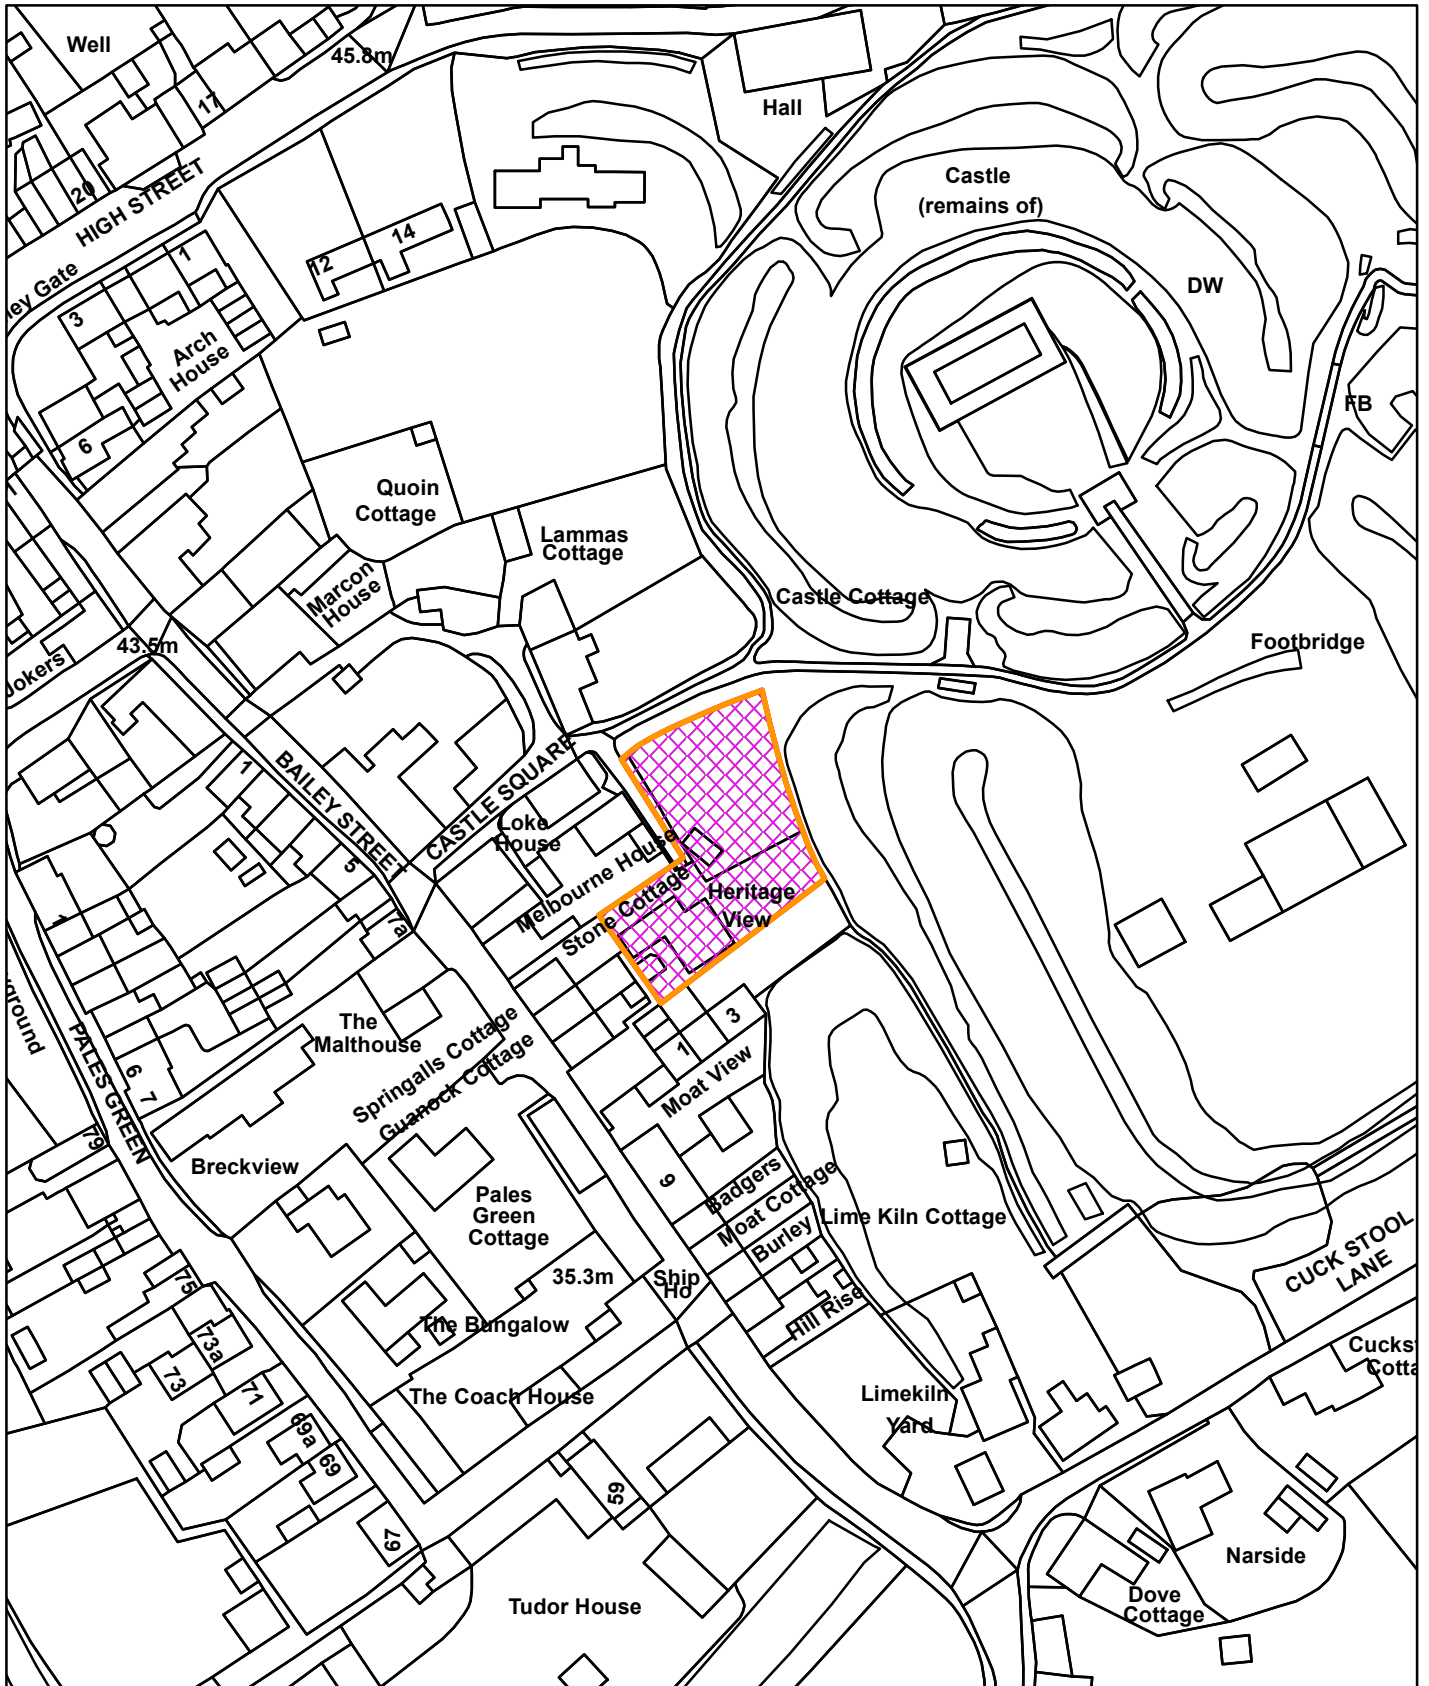 Well
45.8m
17
Hall
20
HIGH STREET
Castle
(remains of)
1
14
12
ley Gate
3
DW
Arch
House
6
FB
Quoin
Cottage
Lammas
Cottage
Marcon
House
Castle Cottage
43.5m
Jokers
Footbridge
1
BAILEY STREET
CASTLE SQUARE
Loke
House
5
Melbourne House
Stone Cottage
Heritage
View
1
7a
yground
The
Malthouse
3
1
Moat View
Springalls Cottage
Guanock Cottage
PALES GREEN
6
7
79
Breckview
9
Badgers
Moat Cottage
Burley
Pales
Green
Cottage
Lime Kiln Cottage
CUCK STOOL
LANE
35.3m
Ship
Ho
75
The Bungalow
Hill Rise
73a
73
71
The Coach House
Cuckst
Cotta
Limekiln
Yard
69a
69
59
67
Narside
Tudor House
Dove
Cottage